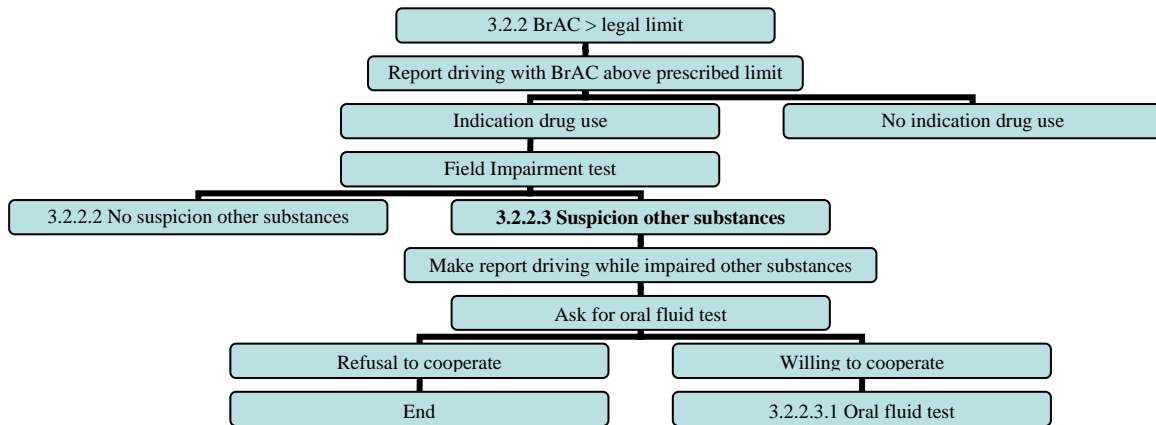 3.2.2 BrAC > legal limit
Report driving with BrAC above prescribed limit
Indication drug use
No indication drug use
Field Impairment test
3.2.2.2 No suspicion other substances
3.2.2.3 Suspicion other substances
Make report driving while impaired other substances
Ask for oral fluid test
Refusal to cooperate
Willing to cooperate
End
3.2.2.3.1 Oral fluid test